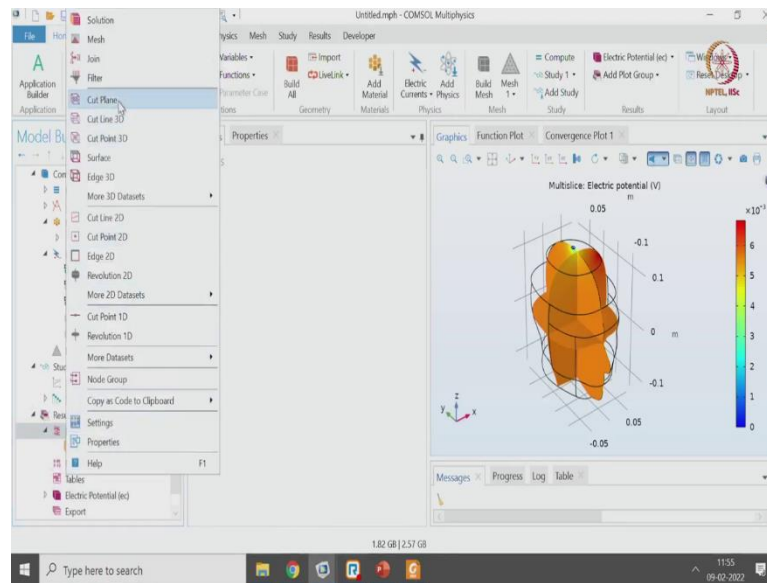 Untitled.mph - COMSOL Multiphysics
File
Mesh Study Results Developer
Application Builder
Application
Variables
Functions
Parameter Case
Build All
Import
LiveLink
Geometry
Add Material
Materials
Electric Currents
Add Physics
Physics
Build Mesh
Mesh 1
Mesh
Compute
Study 1
Add Study
Study
Electric Potential (ec)
Add Plot Group
Results
Layout
NPTEL, IISc
Solution
Mesh
Join
Filter
Cut Plane
Cut Line 3D
Cut Point 3D
Surface
Edge 3D
More 3D Datasets
Cut Line 2D
Cut Point 2D
Edge 2D
Revolution 2D
More 2D Datasets
Cut Point 1D
Revolution 1D
More Datasets
Node Group
Copy as Code to Clipboard
Settings
Properties
Help F1
Tables
Electric Potential (ec)
Export
Properties
Graphics Function Plot Convergence Plot 1
Multislice: Electric potential (V)
m
0.05
-0.1
0.1
0 m
-0.1
0.05
-0.05
z
y x
6
5
4
3
2
1
0
Messages Progress Log Table
1.82 GB | 2.57 GB
Type here to search
11:55
09-02-2022